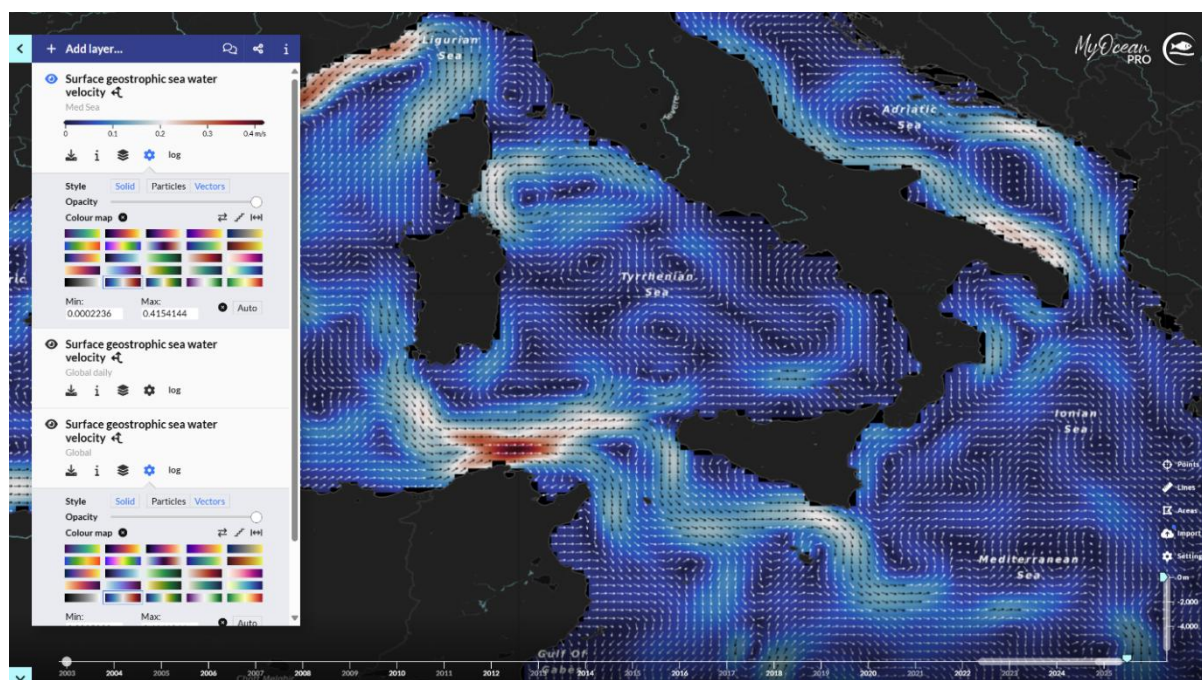 + Add layer...
Surface geostrophic sea water
velocity
Med Sea
0 0.1 0.2 0.3 0.4 m/s
log
Style Solid Particles Vectors
Opacity
Colour map
Min: Max:
0.0002236 0.4154144 Auto
Surface geostrophic sea water
velocity
Global daily
log
Surface geostrophic sea water
velocity
Global
log
Style Solid Particles Vectors
Opacity
Colour map
Min: Max:
Auto
Ligurian
Sea
Adriatic
Sea
Tyrrhenian
Sea
Ionian
Sea
Mediterranean
Sea
Gulf Of
Gabes
MyOcean
PRO
Points
Lines
Areas
Import
Setting
0 m
-2,000
-4,000
2003 2004 2005 2006 2007 2008 2009 2010 2011 2012 2013 2014 2015 2016 2017 2018 2019 2020 2021 2022 2023 2024 2025